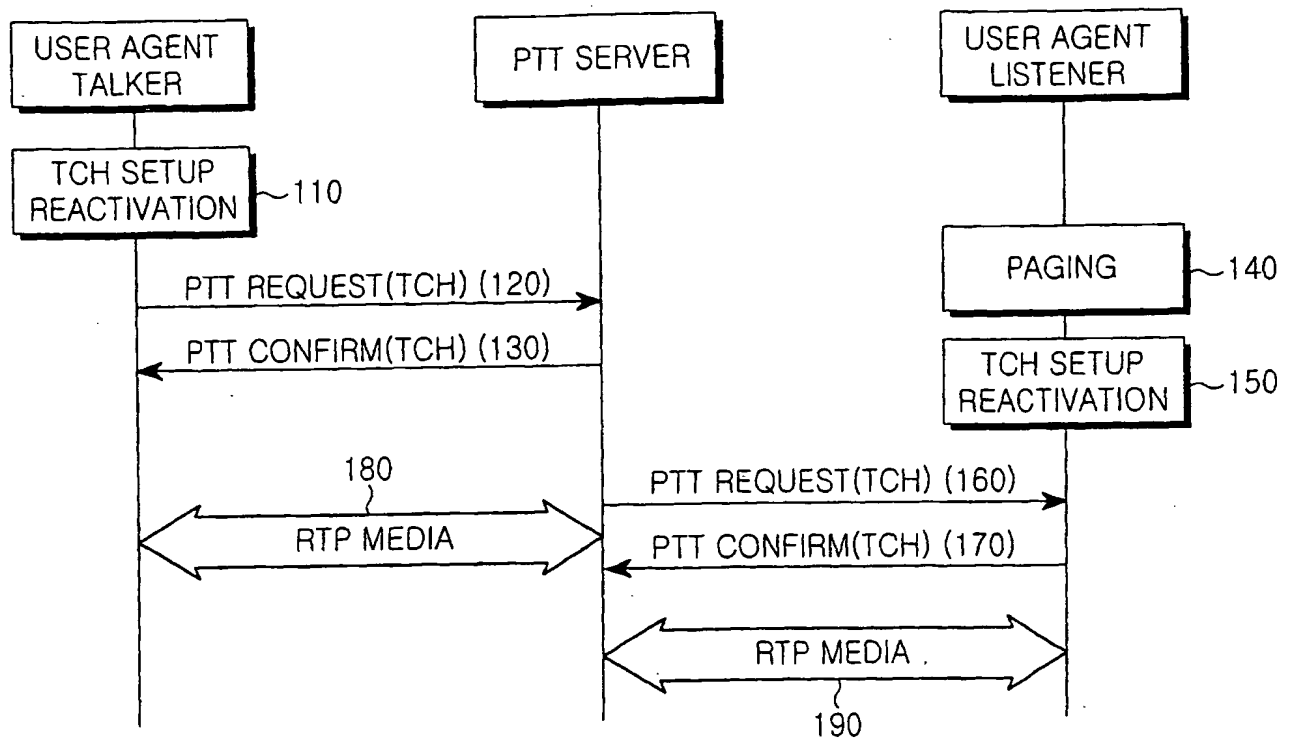 USER AGENT
TALKER
PTT SERVER
USER AGENT
LISTENER
TCH SETUP
REACTIVATION
110
PAGING
140
PTT REQUEST(TCH) (120)
PTT CONFIRM(TCH) (130)
TCH SETUP
REACTIVATION
150
180
RTP MEDIA
PTT REQUEST(TCH) (160)
PTT CONFIRM(TCH) (170)
RTP MEDIA
190